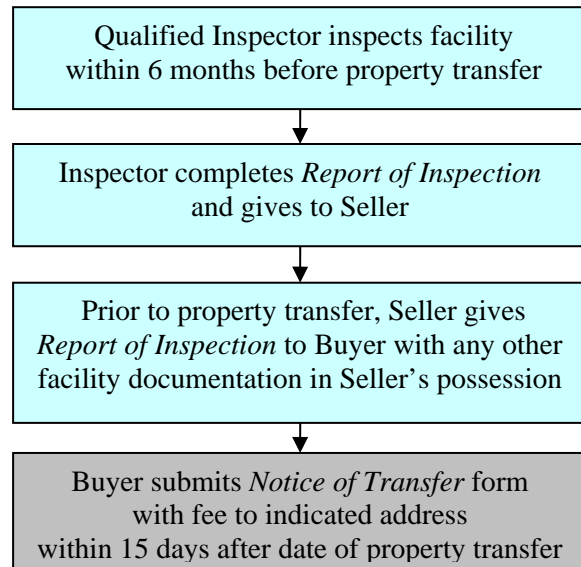 Qualified Inspector inspects facility
within 6 months before property transfer
Inspector completes Report of Inspection
and gives to Seller
Prior to property transfer, Seller gives
Report of Inspection to Buyer with any other
facility documentation in Seller's possession
Buyer submits Notice of Transfer form
with fee to indicated address
within 15 days after date of property transfer